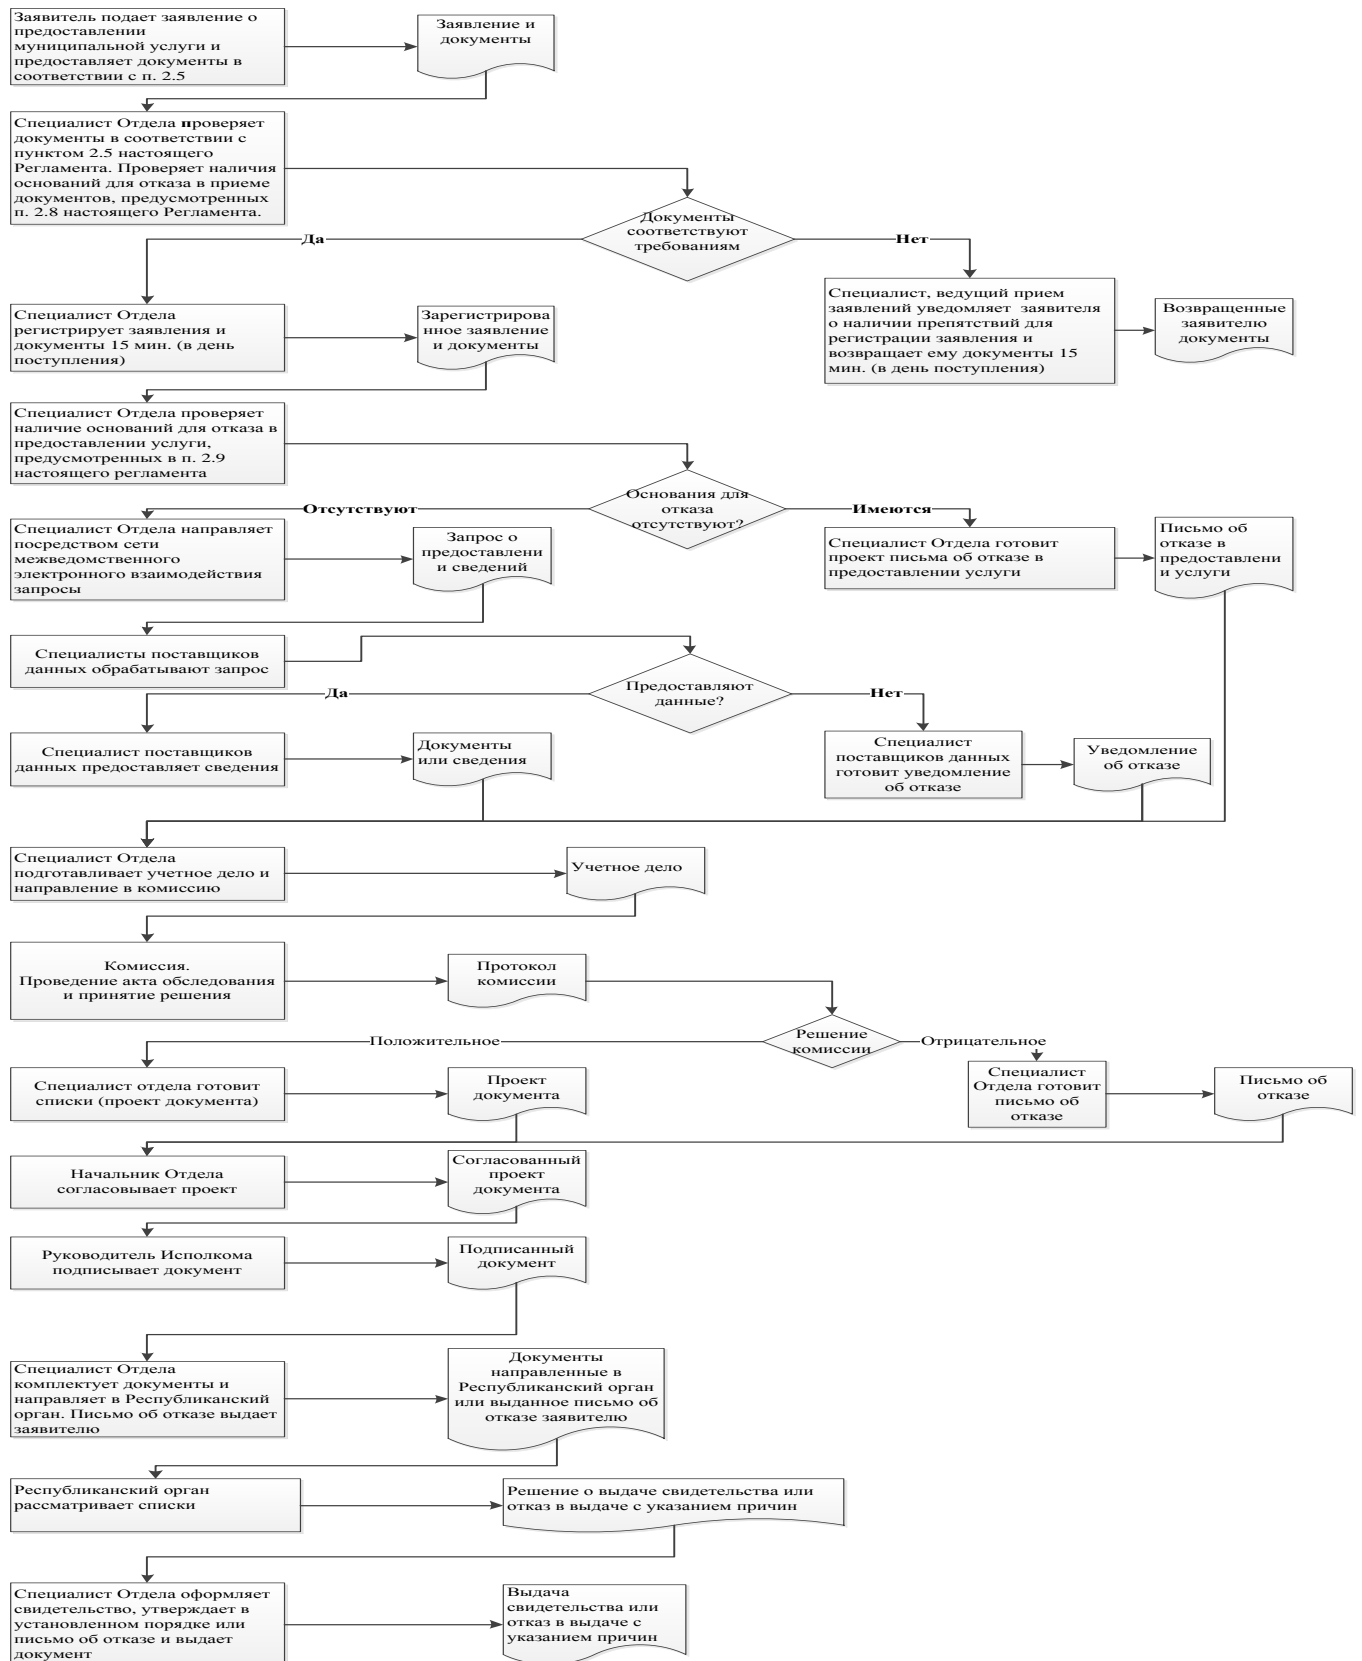 Заявитель подает заявление о
предоставлении
муниципальной услуги и
предоставляет документы в
соответствии с п. 2.5
Заявление и
документы
Специалист Отдела проверяет
документы в соответствии с
пунктом 2.5 настоящего
Регламента. Проверяет наличия
оснований для отказа в приеме
документов, предусмотренных
п. 2.8 настоящего Регламента.
Документы
соответствуют
требованиям
Да
Нет
Специалист Отдела
регистрирует заявления и
документы 15 мин. (в день
поступления)
Зарегистрирова
нное заявление
и документы
Специалист, ведущий прием
заявлений уведомляет заявителя
о наличии препятствий для
регистрации заявления и
возвращает ему документы 15
мин. (в день поступления)
Возвращенные
заявителю
документы
Специалист Отдела проверяет
наличие оснований для отказа в
предоставлении услуги,
предусмотренных в п. 2.9
настоящего регламента
Основания для
отказа
отсутствуют?
Отсутствуют
Имеются
Специалист Отдела направляет
посредством сети
межведомственного
электронного взаимодействия
запросы
Запрос о
предоставлени
и сведений
Специалист Отдела готовит
проект письма об отказе в
предоставлении услуги
Письмо об
отказе в
предоставлени
и услуги
Специалисты поставщиков
данных обрабатывают запрос
Предоставляют
данные?
Да
Нет
Специалист поставщиков
данных предоставляет сведения
Документы
или сведения
Специалист
поставщиков данных
готовит уведомление
об отказе
Уведомление
об отказе
Специалист Отдела
подготавливает учетное дело и
направление в комиссию
Учетное дело
Комиссия.
Проведение акта обследования
и принятие решения
Протокол
комиссии
Решение
комиссии
Положительное
Отрицательное
Специалист отдела готовит
списки (проект документа)
Проект
документа
Специалист
Отдела готовит
письмо об
отказе
Письмо об
отказе
Начальник Отдела
согласовывает проект
Согласованный
проект
документа
Руководитель Исполкома
подписывает документ
Подписанный
документ
Специалист Отдела
комплектует документы и
направляет в Республиканский
орган. Письмо об отказе выдает
заявителю
Документы
направленные в
Республиканский орган
или выданное письмо об
отказе заявителю
Республиканский орган
рассматривает списки
Решение о выдаче свидетельства или
отказ в выдаче с указанием причин
Специалист Отдела оформляет
свидетельство, утверждает в
установленном порядке или
письмо об отказе и выдает
документ
Выдача
свидетельства или
отказ в выдаче с
указанием причин